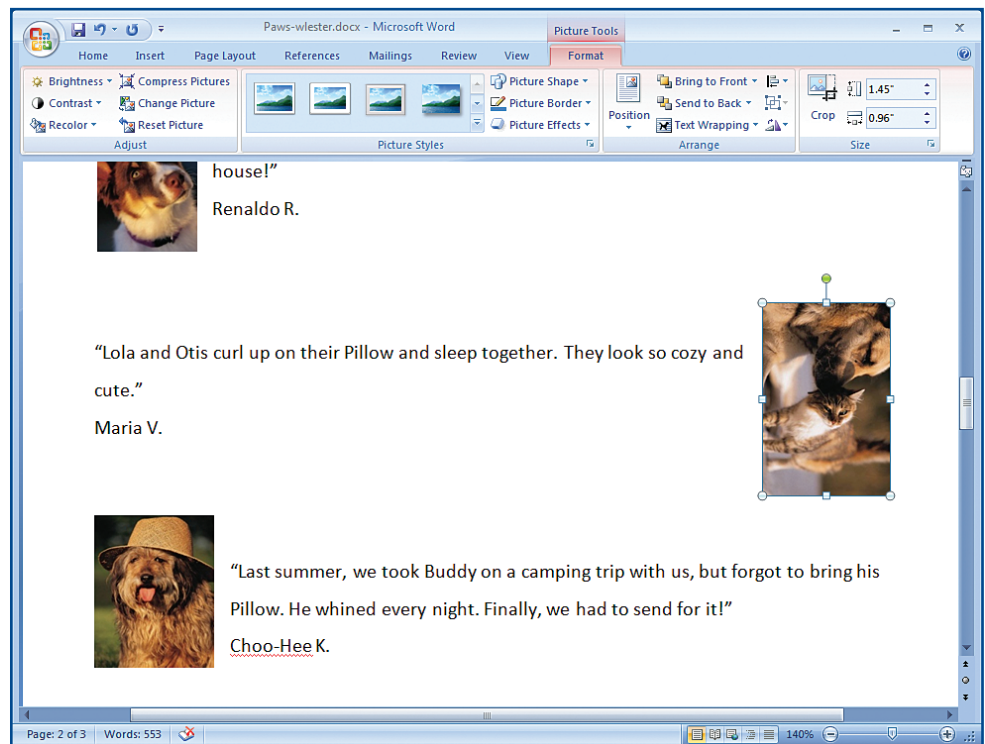 Paws-wlester.docx - Microsoft Word
Picture Tools
Home Insert Page Layout References Mailings Review View Format
Brightness Compress Pictures Picture Shape Bring to Front 1.45"
Contrast Change Picture Picture Border Position Send to Back Crop 0.96"
Recolor Reset Picture Picture Effects Text Wrapping
Adjust Picture Styles Arrange Size
house!”
Renaldo R.
“Lola and Otis curl up on their Pillow and sleep together. They look so cozy and
cute.”
Maria V.
“Last summer, we took Buddy on a camping trip with us, but forgot to bring his
Pillow. He whined every night. Finally, we had to send for it!”
Choo-Hee K.
Page: 2 of 3 Words: 553 140%